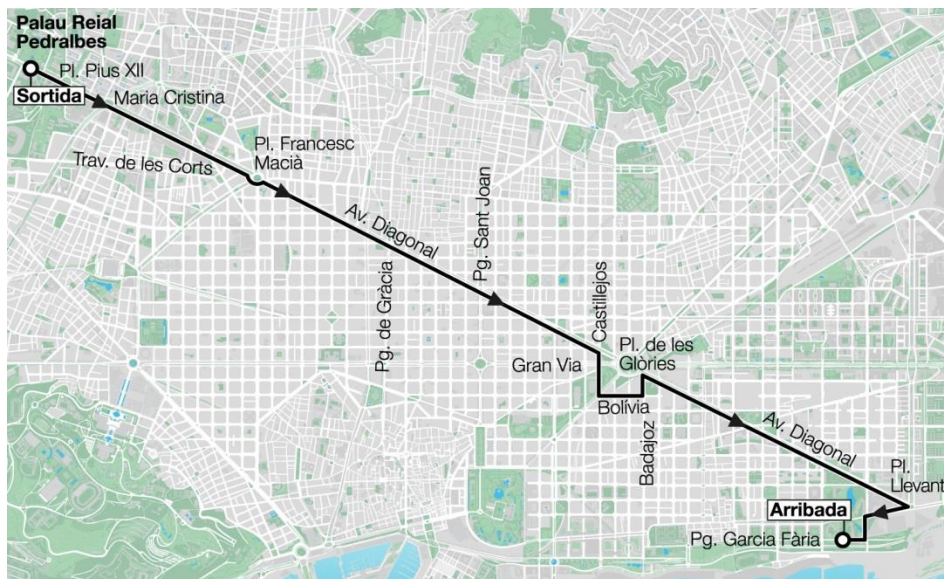 Palau Reial
Pedralbes
Pl. Pius XII
Sortida
Maria Cristina
Trav. de les Corts
Pl. Francesc
Macià
Av. Diagonal
Pg. de Gràcia
Pg. Sant Joan
Castillejos
Gran Via
Pl. de les
Glòries
Bolívia
Badajoz
Av. Diagonal
Pl.
Llevant
Arribada
Pg. Garcia Fària